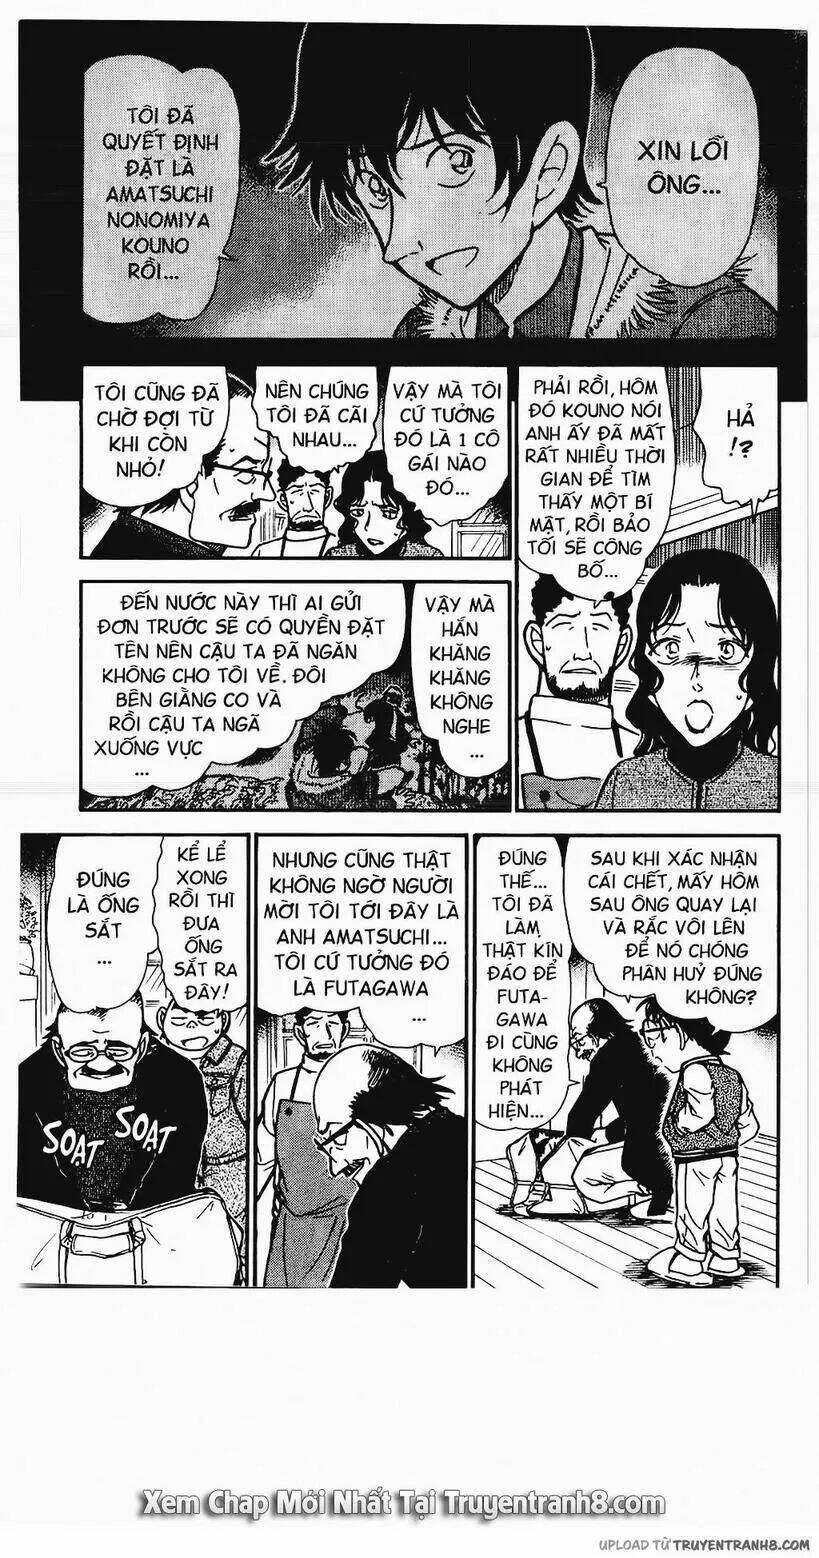 XIN LỖI
ÔNG...
TÔI ĐÃ
QUYẾT ĐỊNH
ĐẶT LÀ
AMATSUCHI
NONOMIYA
KOUNO
RỒI...
HẢ
!?
PHẢI RỒI, HÔM
ĐÓ KOUNO NÓI
ANH ẤY ĐÃ MẤT
RẤT NHIỀU THỜI
GIAN ĐỂ TÌM
THẤY MỘT BÍ
MẬT, RỒI BẢO
TỐI SẼ CÔNG
BỐ...
VẬY MÀ TÔI
CỨ TƯỞNG
ĐÓ LÀ 1 CÔ
GÁI NÀO
ĐÓ...
NÊN CHÚNG
TÔI ĐÃ CÃI
NHAU...
TÔI CŨNG ĐÃ
CHỜ ĐỢI TỪ
KHI CÒN
NHỎ!
VẬY MÀ
HẮN
KHĂNG
KHĂNG
KHÔNG
NGHE
...
ĐẾN NƯỚC NÀY THÌ AI GỬI
ĐƠN TRƯỚC SẼ CÓ QUYỀN ĐẶT
TÊN NÊN CẬU TA ĐÃ NGĂN
KHÔNG CHO TÔI VỀ. ĐÔI
BÊN GIẰNG CO VÀ
RỒI CẬU TA NGÃ
XUỐNG VỰC
...
SAU KHI XÁC NHẬN
CÁI CHẾT, MẤY HÔM
SAU ÔNG QUAY LẠI
VÀ RẮC VÔI LÊN
ĐỂ NÓ CHÓNG
PHÂN HUỶ ĐÚNG
KHÔNG?
ĐÚNG
THẾ...
TÔI ĐÃ
LÀM
THẬT KÍN
ĐÁO ĐỂ
FUTA-
GAWA
ĐI CÙNG
KHÔNG
PHÁT
HIỆN...
NHƯNG CŨNG THẬT
KHÔNG NGỜ NGƯỜI
MỜI TÔI TỚI ĐÂY LÀ
ANH AMATSUCHI...
TÔI CỨ TƯỞNG ĐÓ
LÀ FUTAGAWA
...
KỂ LỂ
XONG
RỒI THÌ
ĐƯA
ỐNG
SẮT RA
ĐÂY!
ĐÚNG
LÀ ỐNG
SẮT
...
SOẠT
SOẠT
Xem Chap Mới Nhất Tại Truyentranh8.com
UPLOAD TỪ TRUYENTRANH8.COM